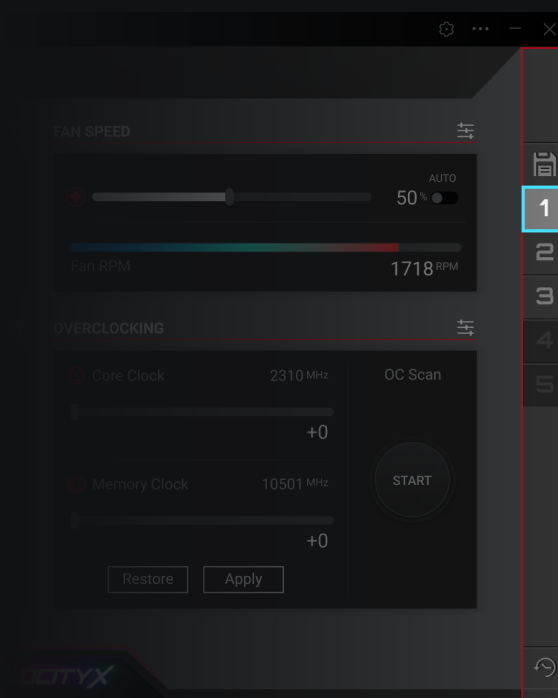 FAN SPEED
AUTO
50 %
1
Fan RPM
1718 RPM
2
3
OVERCLOCKING
4
Core Clock
2310 MHz
OC Scan
5
+0
Memory Clock
10501 MHz
START
+0
Restore
Apply
OCITYX